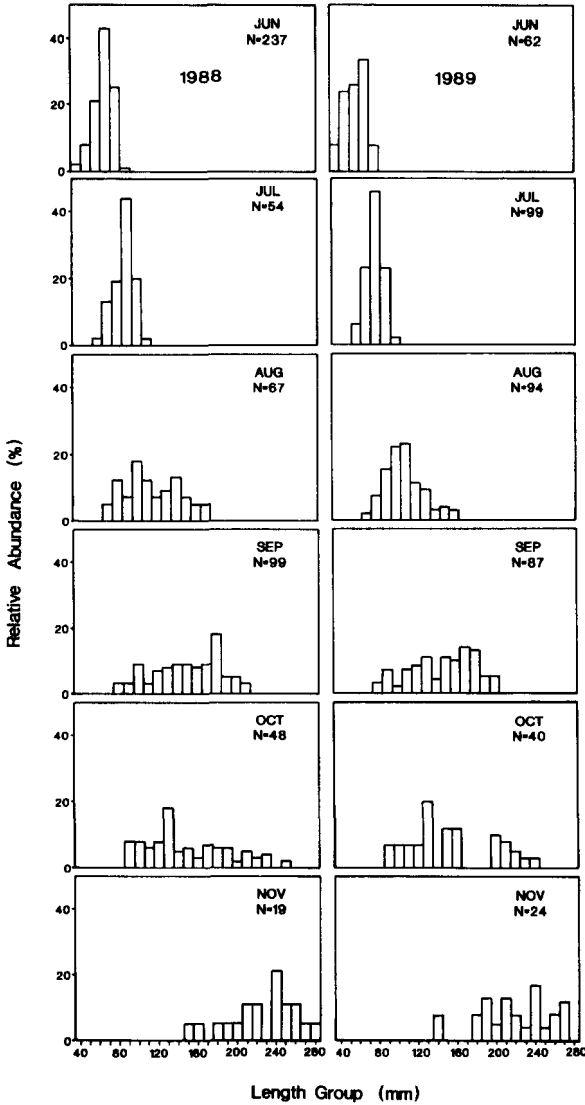 40
20
0
JUN
N=237
1988
JUN
N=62
1989
40
20
0
JUL
N=54
JUL
N=99
40
20
0
AUG
N=67
AUG
N=94
40
20
0
SEP
N=99
SEP
N=87
40
20
0
OCT
N=48
OCT
N=40
40
20
0
NOV
N=19
NOV
N=24
40 80 120 160 200 240 280
40 80 120 160 200 240 280
Relative Abundance (%)
Length Group (mm)